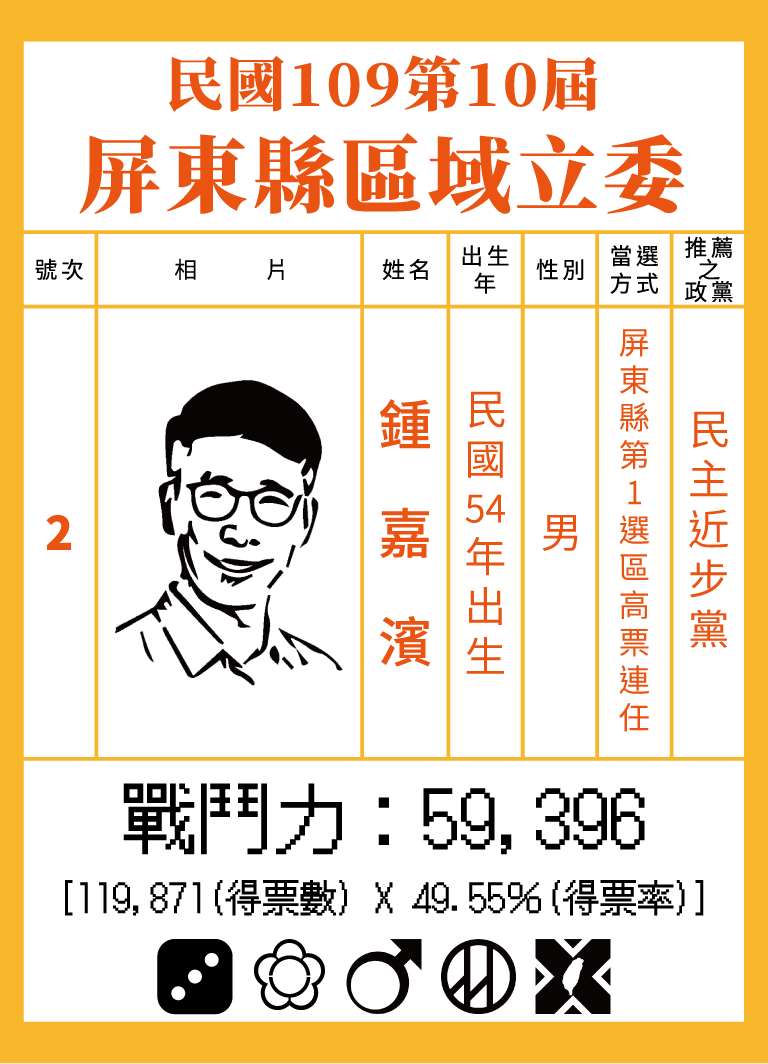 民國109第10屆
屏東縣區域立委
號次
相 片
姓名
出生年
性別
當選方式
推薦之政黨
2
鍾嘉濱
民國54年出生
男
屏東縣第1選區高票連任
民主近步黨
戰鬥力：59,396
[119,871(得票數) X 49.55%(得票率)]